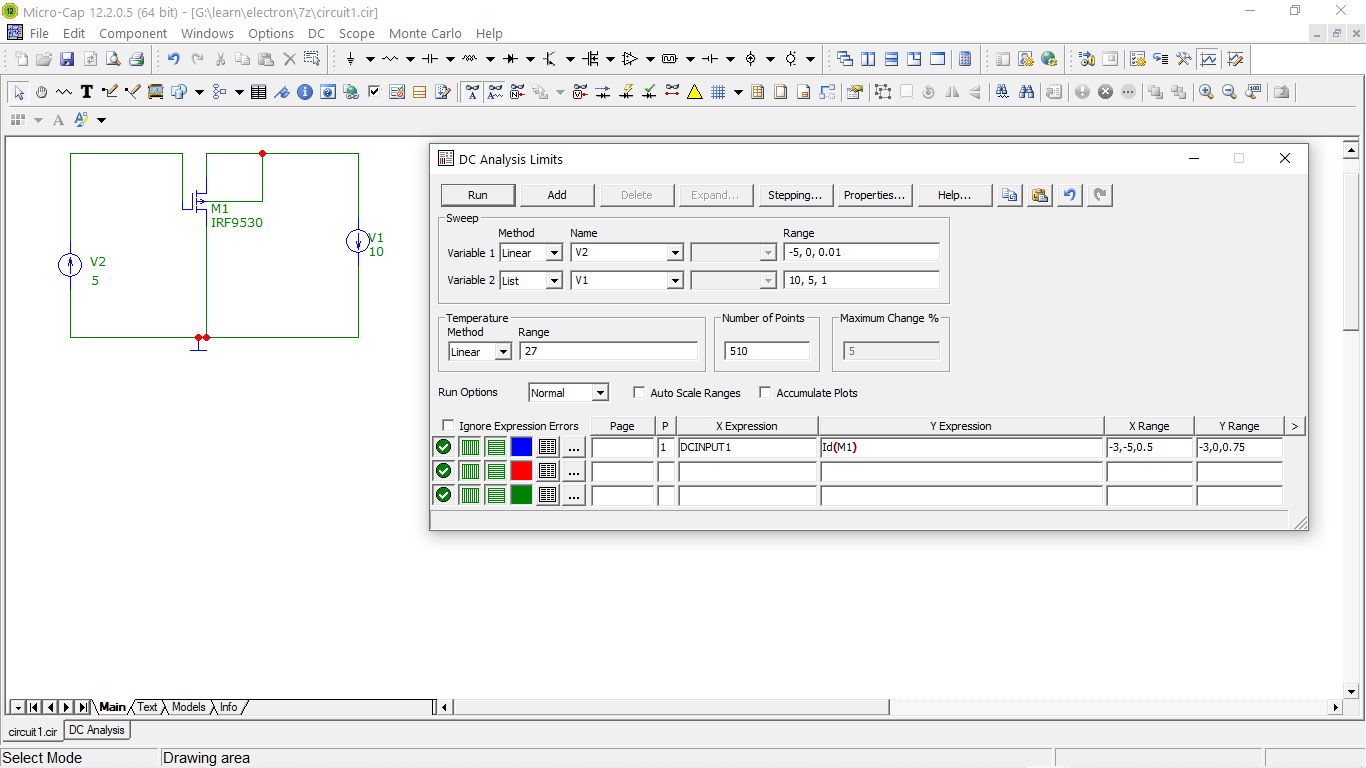 Micro-Cap 12.2.0.5 (64 bit) - [G:\learn\electron\7z\circuit1.cir]
File Edit Component Windows Options DC Scope Monte Carlo Help
M1
IRF9530
V1
10
V2
5
DC Analysis Limits
Run Add Delete Expand... Stepping... Properties... Help...
Sweep
Method Name Range
Variable 1 Linear V2 -5, 0, 0.01
Variable 2 List V1 10, 5, 1
Temperature Number of Points Maximum Change %
Method Range
Linear 27 510 5
Run Options Normal Auto Scale Ranges Accumulate Plots
Ignore Expression Errors Page P X Expression Y Expression X Range Y Range >
... 1 DCINPUT1 Id(M1) -3,-5,0.5 -3,0,0.75
...
...
Main Text Models Info
circuit1.cir DC Analysis
Select Mode Drawing area